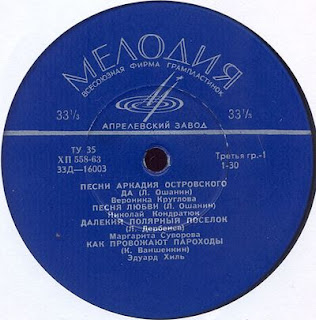 МЕЛОДИЯ
ВСЕСОЮЗНАЯ ФИРМА ГРАМПЛАСТИНОК
33⅓ 33⅓
АПРЕЛЕВСКИЙ ЗАВОД
ТУ 35
ХП 558-63
33Д—16003
Третья гр.-1
1-30
ПЕСНИ АРКАДИЯ ОСТРОВСКОГО
ДА (Л. Ошанин)
Вероника Круглова
ПЕСНЯ ЛЮБВИ (Л. Ошанин)
Николай Кондратюк
ДАЛЕКИЙ ПОЛЯРНЫЙ ПОСЕЛОК
(Л. Дербенев)
Маргарита Суворова
КАК ПРОВОЖАЮТ ПАРОХОДЫ
(К. Ваншенкин)
Эдуард Хиль